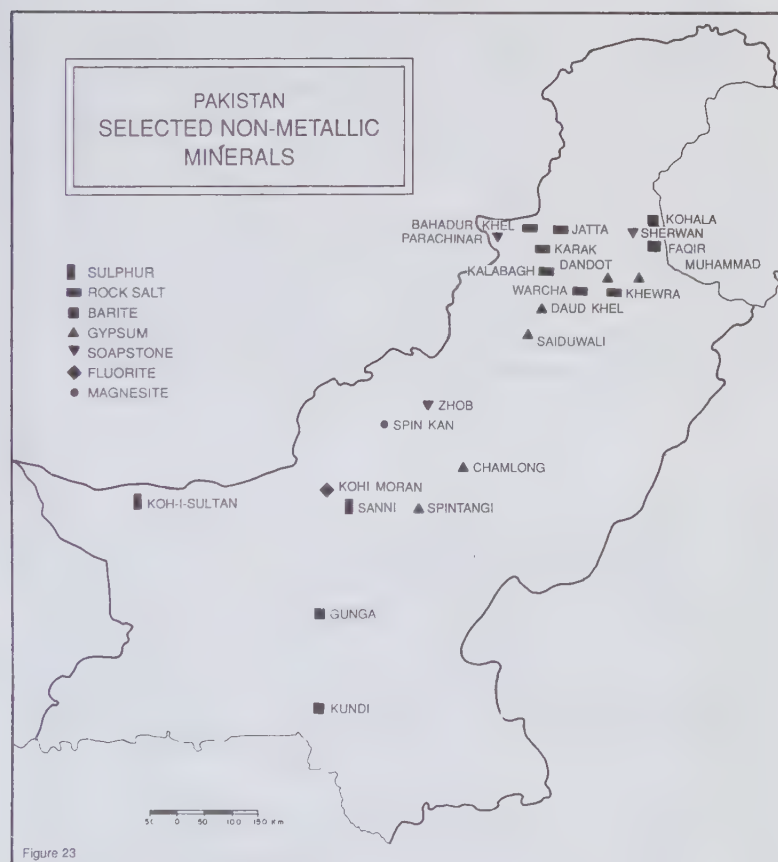 PAKISTAN
SELECTED NON-METALLIC
MINERALS
SULPHUR
ROCK SALT
BARITE
GYPSUM
SOAPSTONE
FLUORITE
MAGNESITE
BAHADUR KHEL
PARACHINAR
JATTA
KARAK
KALABAGH
DANDOT
WARCHA
KHEWRA
DAUD KHEL
SAIDUWALI
KOHALA
SHERWAN
FAQIR
MUHAMMAD
ZHOB
SPIN KAN
CHAMLONG
KOH-I-SULTAN
KOHI MORAN
SANNI
SPINTANGI
GUNGA
KUNDI
50 0 50 100 150 Km
Figure 23